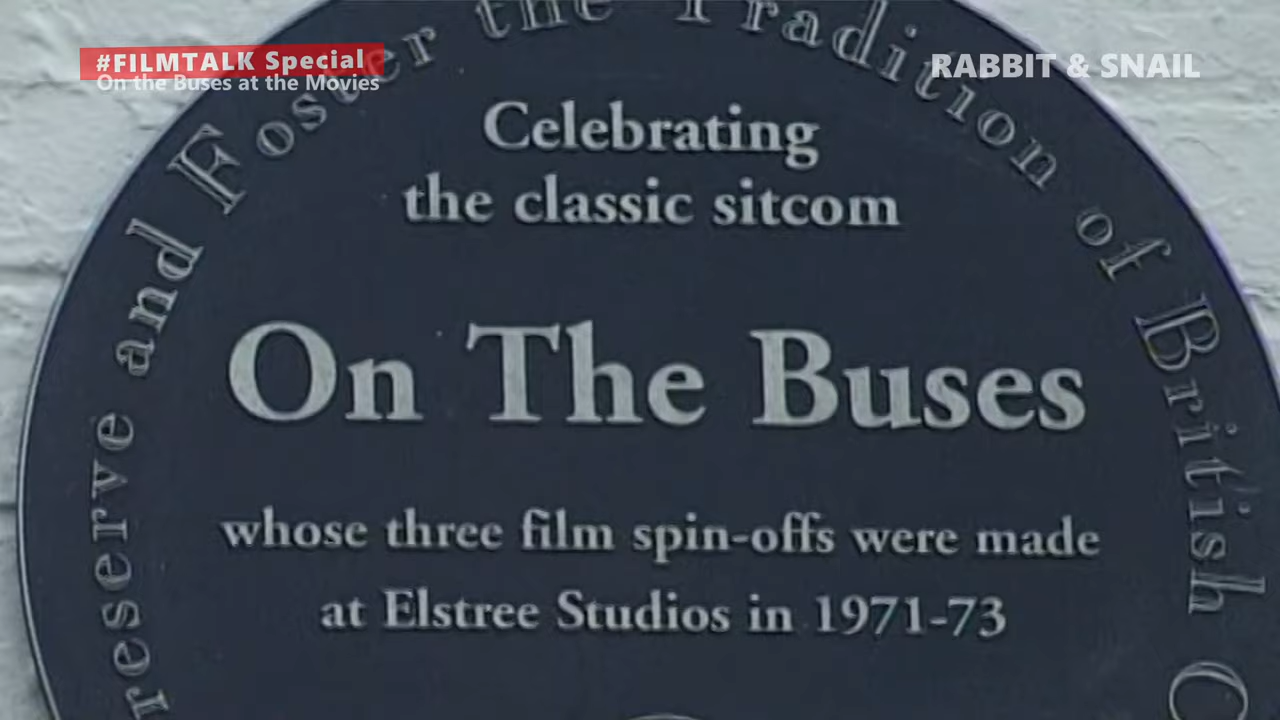 #FILMTALK Special
On the Buses at the Movies
RABBIT & SNAIL
reserve and Foster the Tradition of British C
Celebrating
the classic sitcom
On The Buses
whose three film spin-offs were made
at Elstree Studios in 1971-73